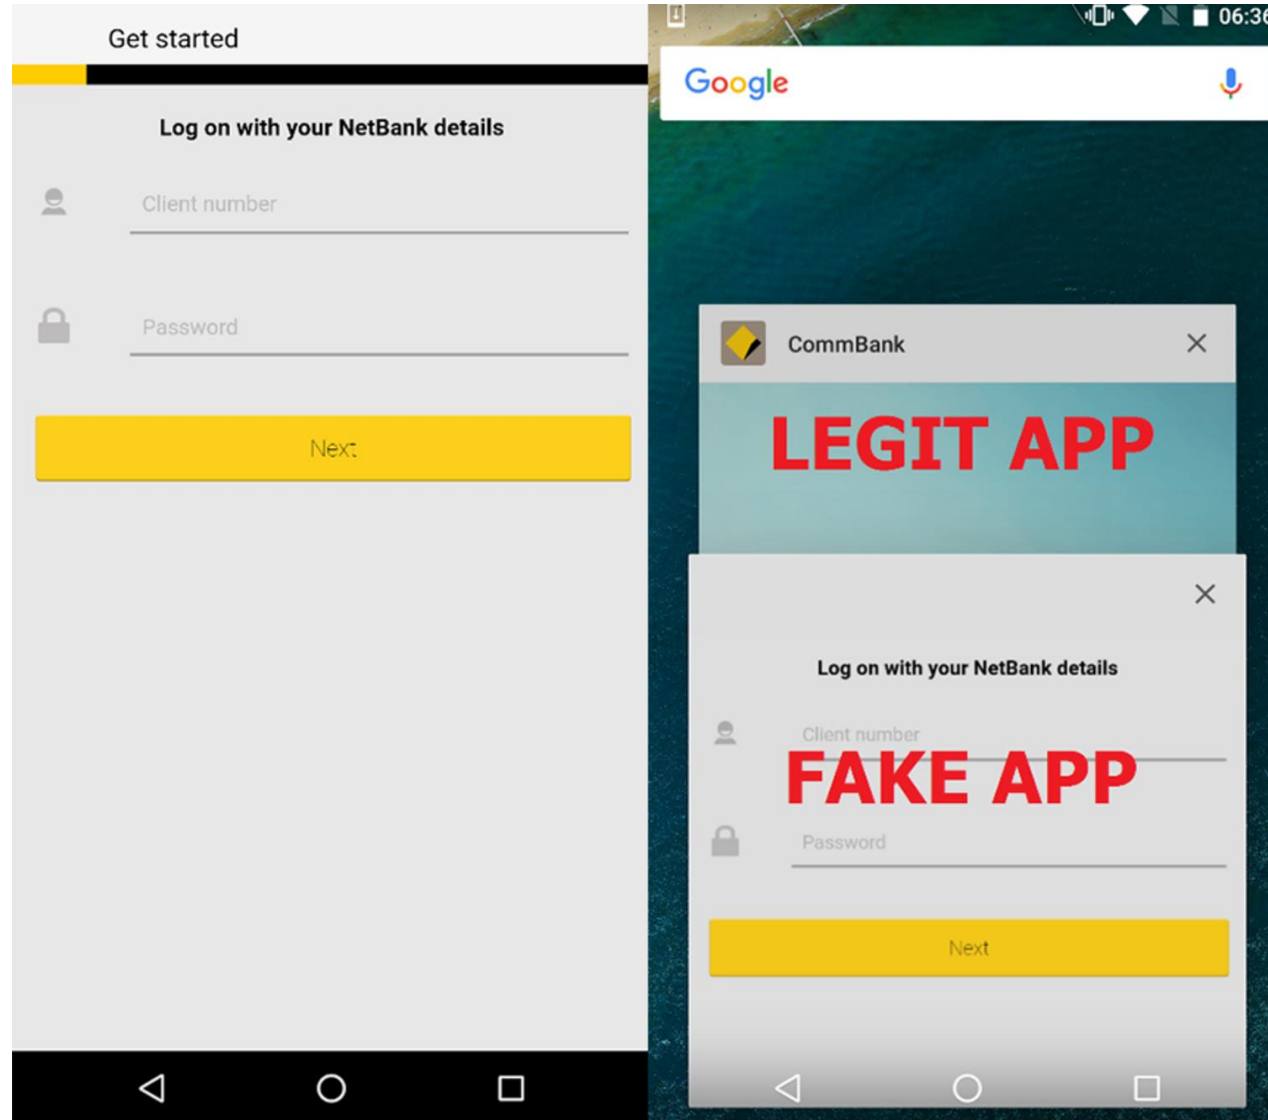 Get started
Log on with your NetBank details
Client number
Password
Next
06:36
Google
CommBank
LEGIT APP
Log on with your NetBank details
Client number
FAKE APP
Password
Next